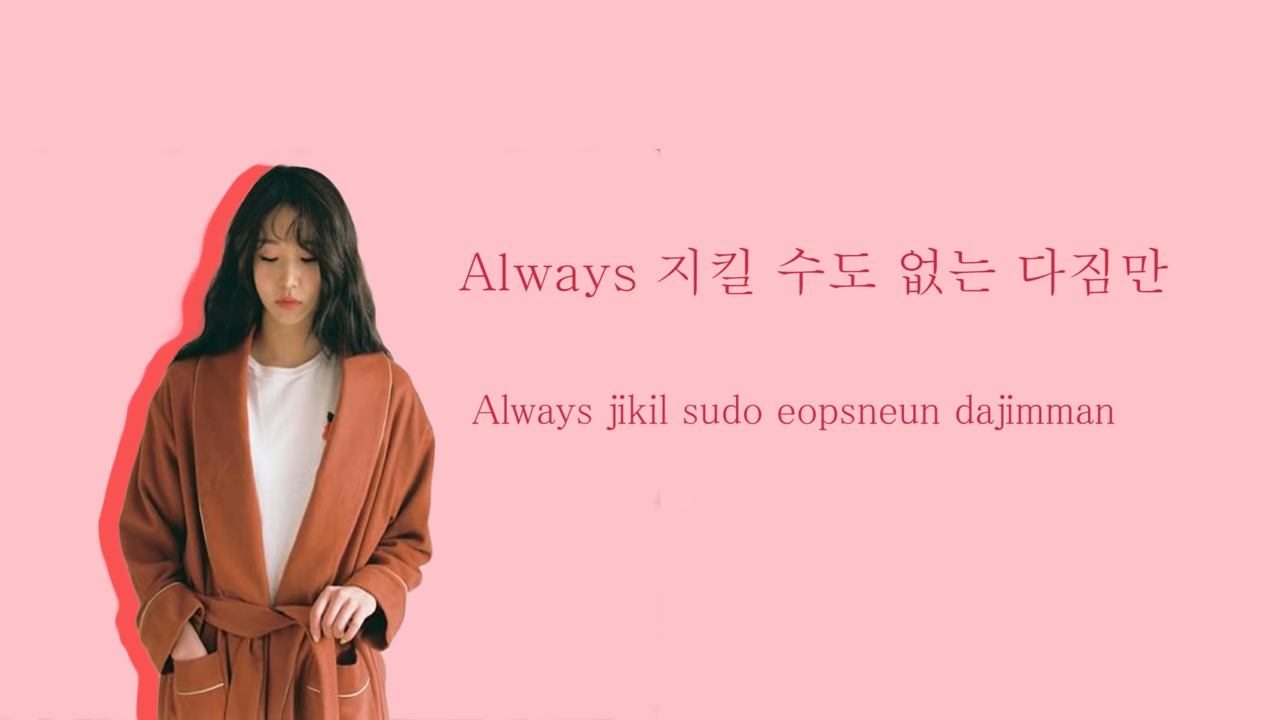 Always 지킬 수도 없는 다짐만
Always jikil sudo eopsneun dajimman